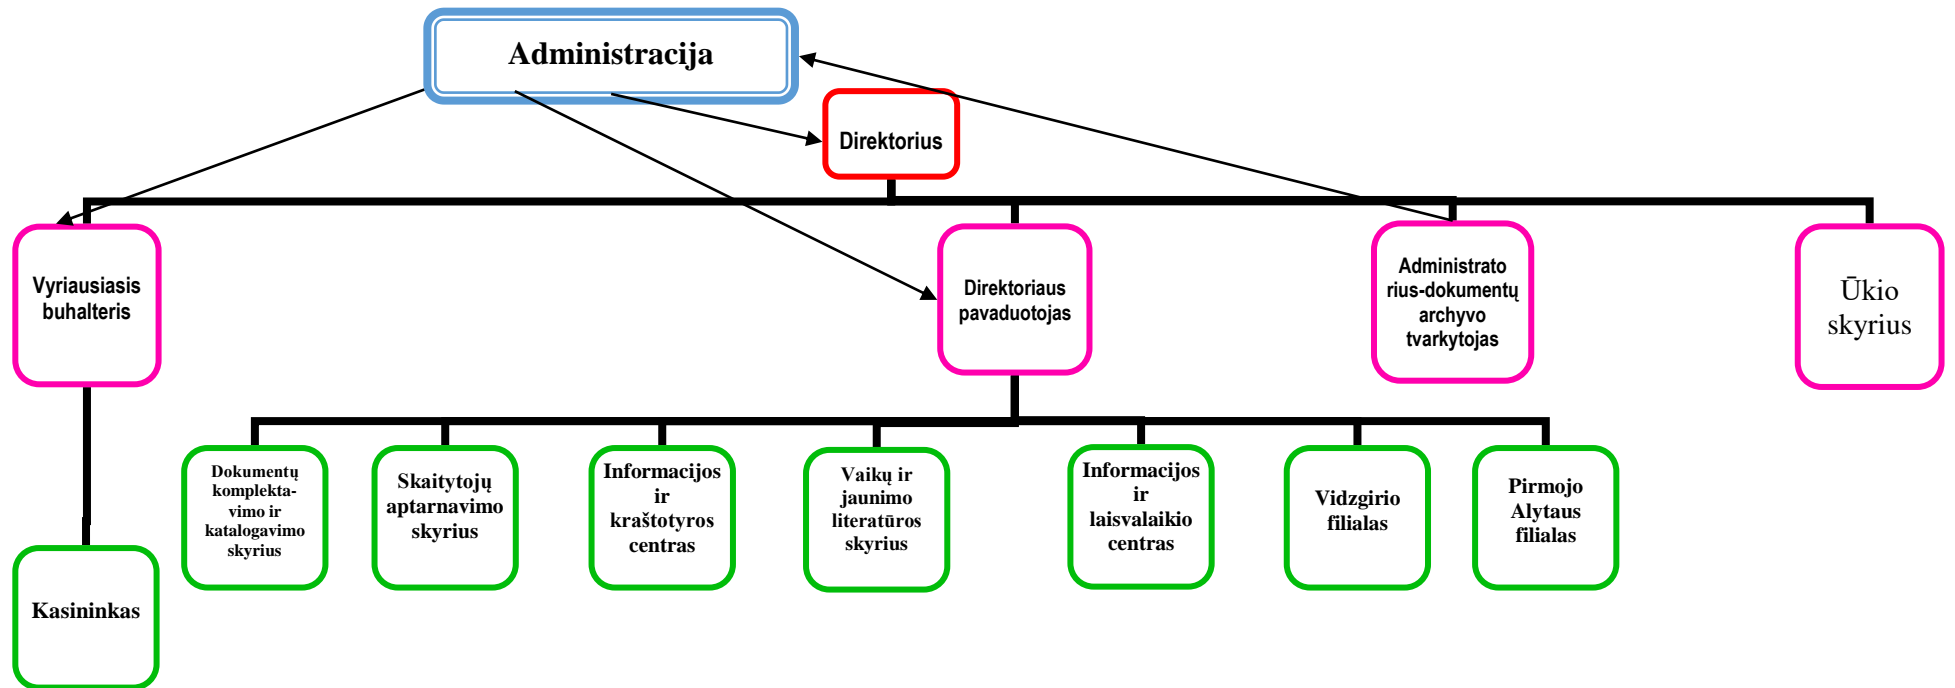 Administracija
Direktorius
Vyriausiasis
buhalteris
Direktoriaus
pavaduotojas
Administrato
rius-dokumentų
archyvo
tvarkytojas
Ūkio
skyrius
Dokumentų
komplekta-
vimo ir
katalogavimo
skyrius
Skaitytojų
aptarnavimo
skyrius
Informacijos
ir
kraštotyros
centras
Vaikų ir
jaunimo
literatūros
skyrius
Informacijos
ir
laisvalaikio
centras
Vidzgirio
filialas
Pirmojo
Alytaus
filialas
Kasininkas